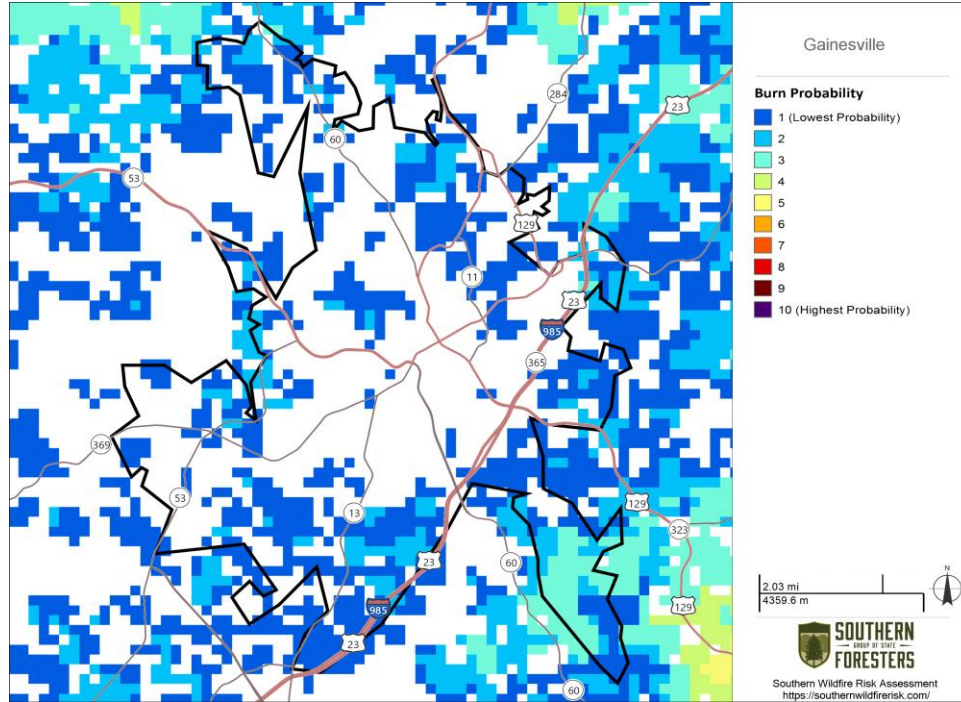 Gainesville
Burn Probability
1 (Lowest Probability)
2
3
4
5
6
7
8
9
10 (Highest Probability)
284
23
60
53
129
11
23
985
365
369
53
13
129
323
23
60
129
985
23
60
2.03 mi
4359.6 m
N
SOUTHERN
GROUP OF STATE
FORESTERS
Southern Wildfire Risk Assessment
https://southernwildfirerisk.com/